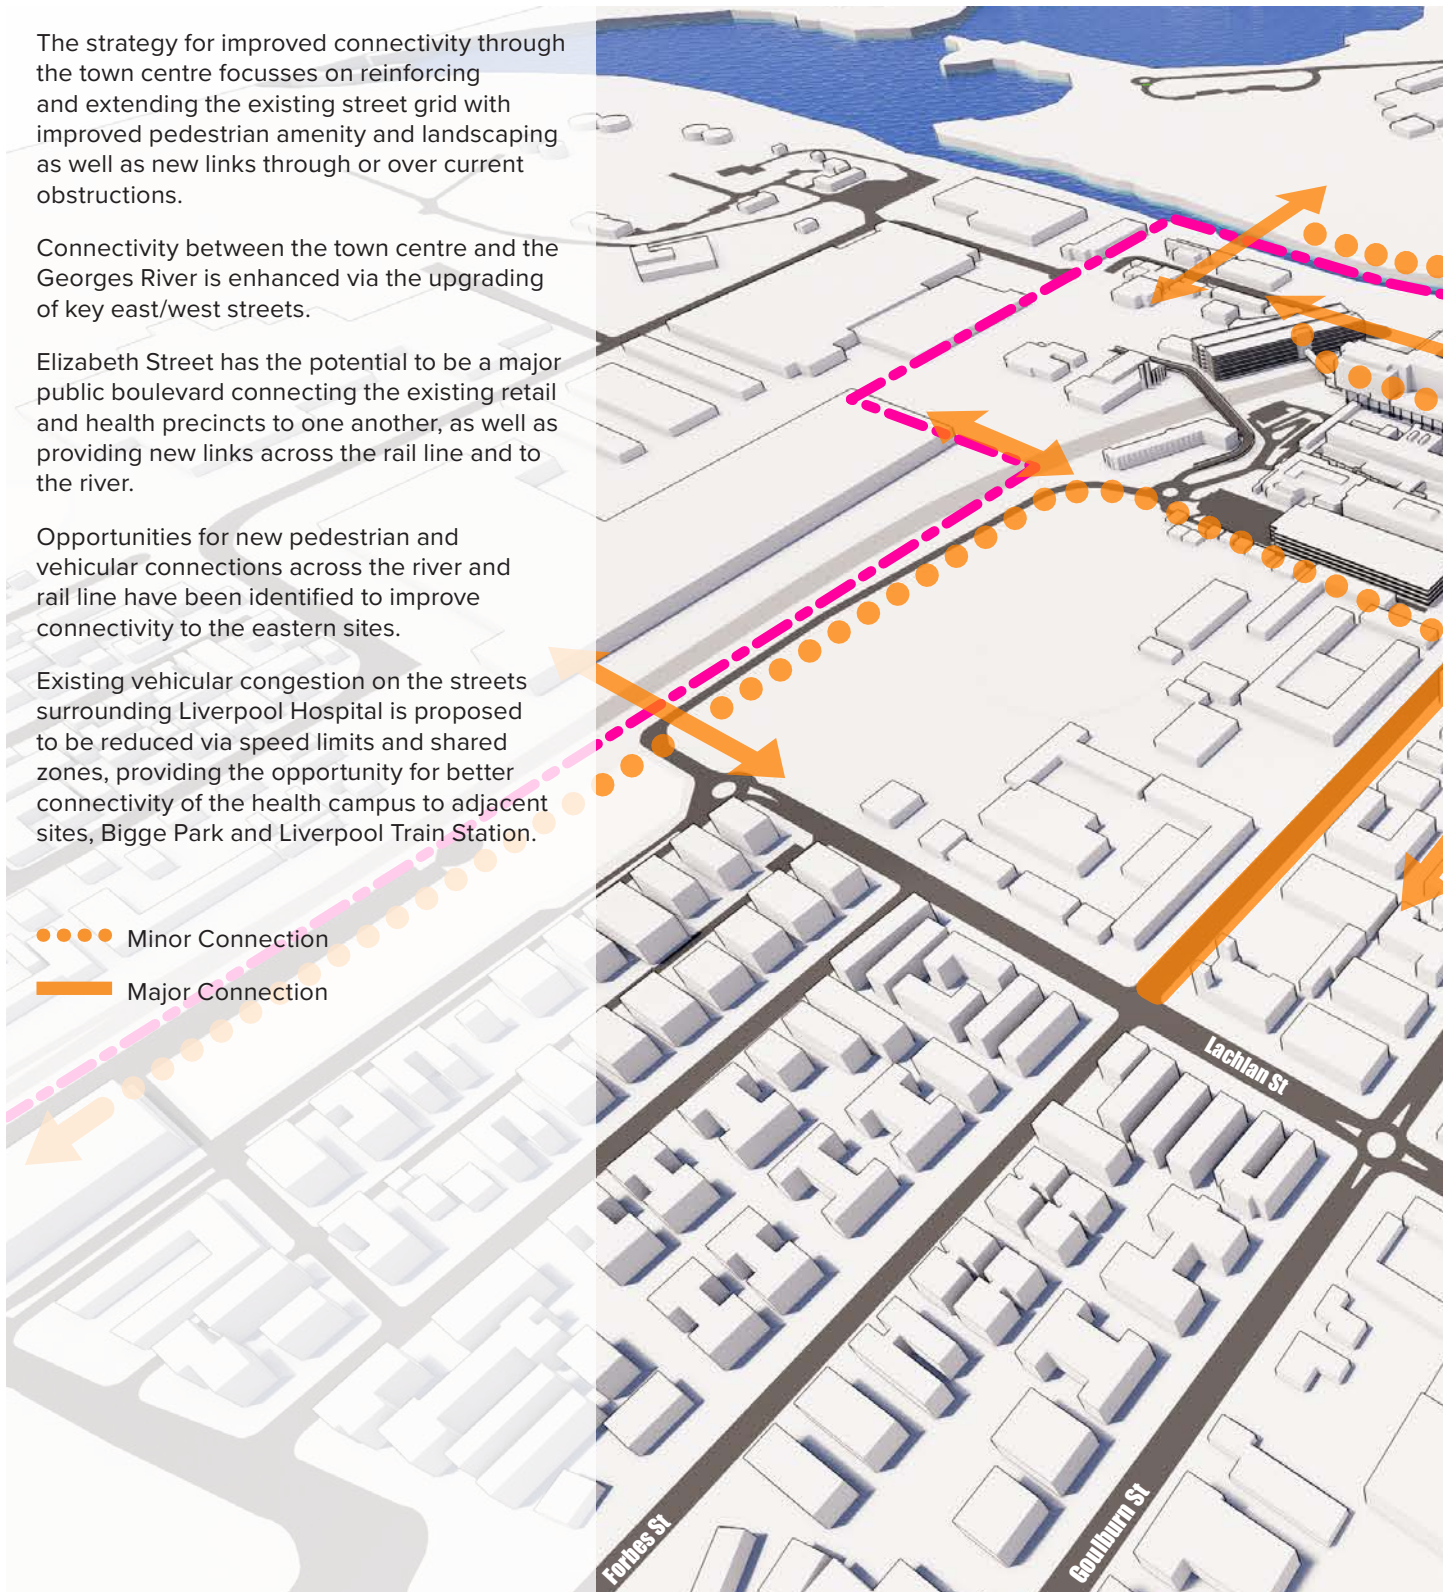 The strategy for improved connectivity through
the town centre focusses on reinforcing
and extending the existing street grid with
improved pedestrian amenity and landscaping
as well as new links through or over current
obstructions.
Connectivity between the town centre and the
Georges River is enhanced via the upgrading
of key east/west streets.
Elizabeth Street has the potential to be a major
public boulevard connecting the existing retail
and health precincts to one another, as well as
providing new links across the rail line and to
the river.
Opportunities for new pedestrian and
vehicular connections across the river and
rail line have been identified to improve
connectivity to the eastern sites.
Existing vehicular congestion on the streets
surrounding Liverpool Hospital is proposed
to be reduced via speed limits and shared
zones, providing the opportunity for better
connectivity of the health campus to adjacent
sites, Bigge Park and Liverpool Train Station.
Minor Connection
Major Connection
Lachlan St
Forbes St
Goulburn St